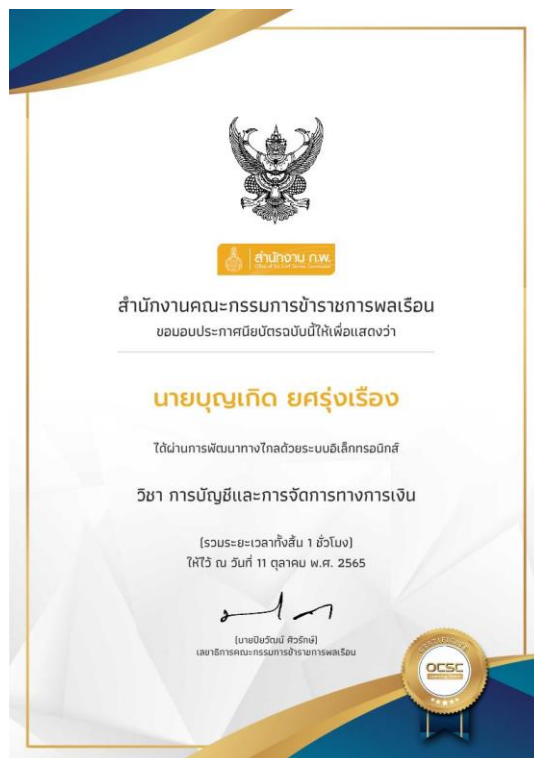 สำนักงาน ก.พ.
Office of the Civil Service Commission
สำนักงานคณะกรรมการข้าราชการพลเรือน
ขอมอบประกาศนียบัตรฉบับนี้ให้เพื่อแสดงว่า
นายบุญเกิด ยศรุ่งเรือง
ได้ผ่านการพัฒนาทางไกลด้วยระบบอิเล็กทรอนิกส์
วิชา การบัญชีและการจัดการทางการเงิน
(รวมระยะเวลาทั้งสิ้น 1 ชั่วโมง)
ให้ไว้ ณ วันที่ 11 ตุลาคม พ.ศ. 2565
(นายปิยวัฒน์ ศิวรักษ์)
เลขาธิการคณะกรรมการข้าราชการพลเรือน
CERTIFICATE
OCSC